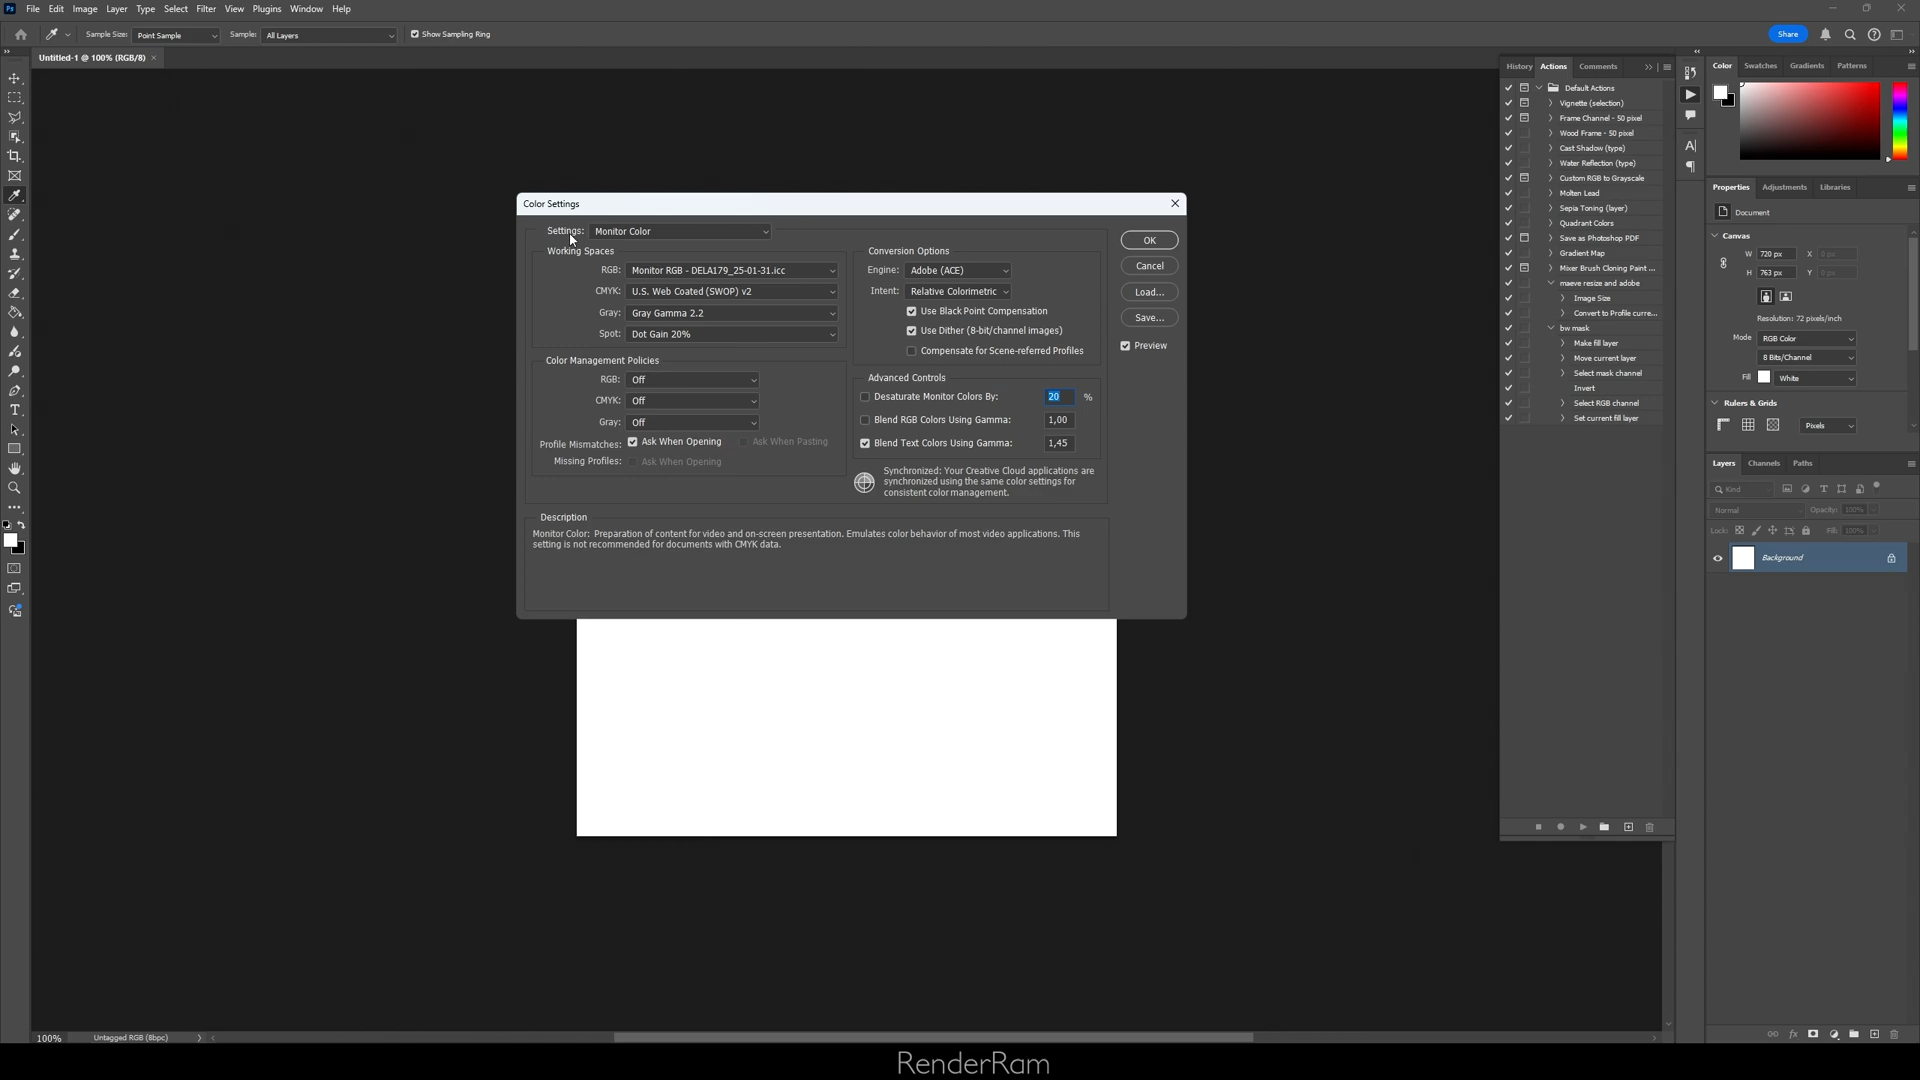 Ps File Edit Image Layer Type Select Filter View Plugins Window Help
Sample Size: Point Sample Sample: All Layers Show Sampling Ring Share
Untitled-1 @ 100% (RGB/8)
Color Settings
Settings: Monitor Color
Working Spaces
RGB: Monitor RGB - DELA179_25-01-31.icc
CMYK: U.S. Web Coated (SWOP) v2
Gray: Gray Gamma 2.2
Spot: Dot Gain 20%
Color Management Policies
RGB: Off
CMYK: Off
Gray: Off
Profile Mismatches: Ask When Opening Ask When Pasting
Missing Profiles: Ask When Opening
Conversion Options
Engine: Adobe (ACE)
Intent: Relative Colorimetric
Use Black Point Compensation
Use Dither (8-bit/channel images)
Compensate for Scene-referred Profiles
Advanced Controls
Desaturate Monitor Colors By: 20 %
Blend RGB Colors Using Gamma: 1,00
Blend Text Colors Using Gamma: 1,45
Synchronized: Your Creative Cloud applications are
synchronized using the same color settings for
consistent color management.
OK
Cancel
Load...
Save...
Preview
Description
Monitor Color: Preparation of content for video and on-screen presentation. Emulates color behavior of most video applications. This
setting is not recommended for documents with CMYK data.
History Actions Comments
Default Actions
Vignette (selection)
Frame Channel - 50 pixel
Wood Frame - 50 pixel
Cast Shadow (type)
Water Reflection (type)
Custom RGB to Grayscale
Molten Lead
Sepia Toning (layer)
Quadrant Colors
Save as Photoshop PDF
Gradient Map
Mixer Brush Cloning Paint ...
maeve resize and adobe
Image Size
Convert to Profile curre...
bw mask
Make fill layer
Move current layer
Select mask channel
Invert
Select RGB channel
Set current fill layer
Color Swatches Gradients Patterns
Properties Adjustments Libraries
Document
Canvas
W 720 px X 0 px
H 763 px Y 0 px
Resolution: 72 pixels/inch
Mode RGB Color
8 Bits/Channel
Fill White
Rulers & Grids
Pixels
Layers Channels Paths
Kind
Normal Opacity: 100%
Lock: Fill: 100%
Background
100% Untagged RGB (8bpc)
RenderRam